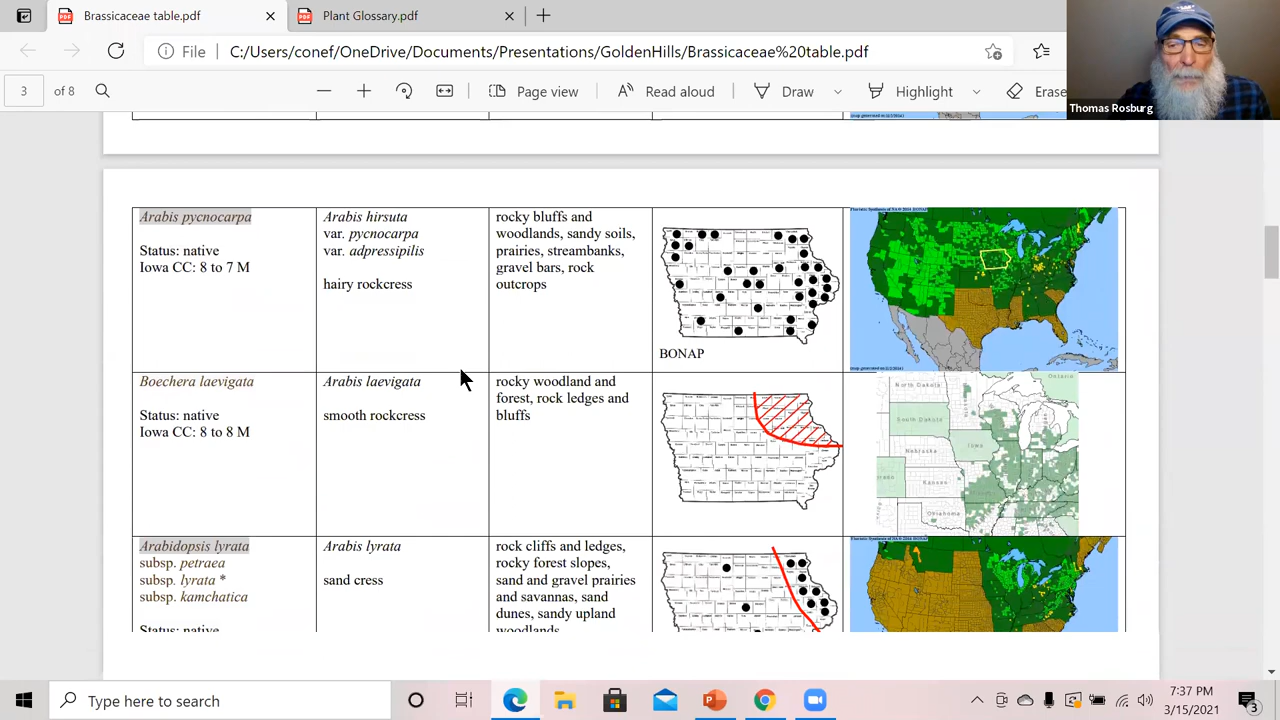 Brassicaceae table.pdf
Plant Glossary.pdf
File
C:/Users/conef/OneDrive/Documents/Presentations/GoldenHills/Brassicaceae%20table.pdf
3 of 8
Page view
Read aloud
Draw
Highlight
Erase
Thomas Rosburg
Arabis pycnocarpa
Status: native
Iowa CC: 8 to 7 M
Arabis hirsuta
var. pycnocarpa
var. adpressipilis
hairy rockcress
rocky bluffs and
woodlands, sandy soils,
prairies, streambanks,
gravel bars, rock
outcrops
BONAP
Boechera laevigata
Status: native
Iowa CC: 8 to 8 M
Arabis laevigata
smooth rockcress
rocky woodland and
forest, rock ledges and
bluffs
North Dakota
South Dakota
Nebraska
Kansas
Oklahoma
Iowa
Ontario
Arabidopsis lyrata
subsp. petraea
subsp. lyrata *
subsp. kamchatica
Status: native
Arabis lyrata
sand cress
rock cliffs and ledges,
rocky forest slopes,
sand and gravel prairies
and savannas, sand
dunes, sandy upland
woodlands
Type here to search
7:37 PM
3/15/2021
3